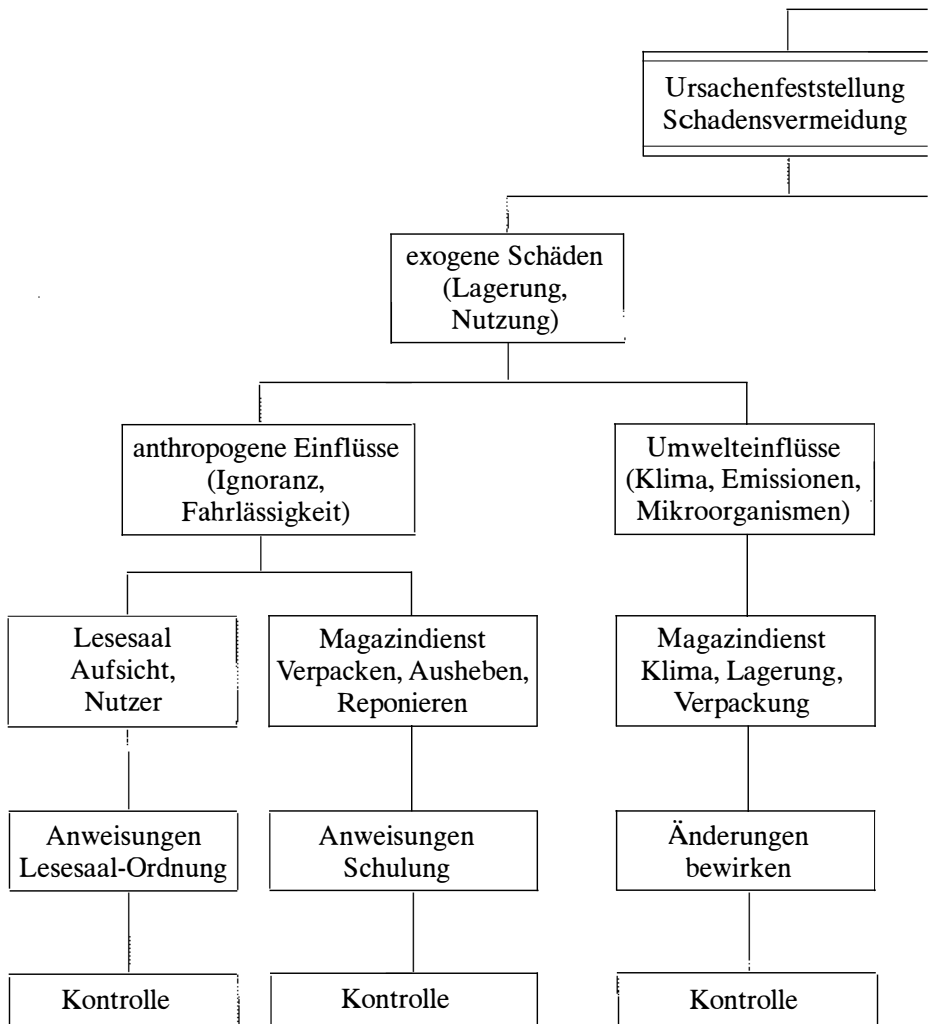 Ursachenfeststellung
Schadensvermeidung
exogene Schäden
(Lagerung,
Nutzung)
anthropogene Einflüsse
(Ignoranz,
Fahrlässigkeit)
Umwelteinflüsse
(Klima, Emissionen,
Mikroorganismen)
Lesesaal
Aufsicht,
Nutzer
Magazindienst
Verpacken, Ausheben,
Reponieren
Magazindienst
Klima, Lagerung,
Verpackung
Anweisungen
Lesesaal-Ordnung
Anweisungen
Schulung
Änderungen
bewirken
Kontrolle
Kontrolle
Kontrolle